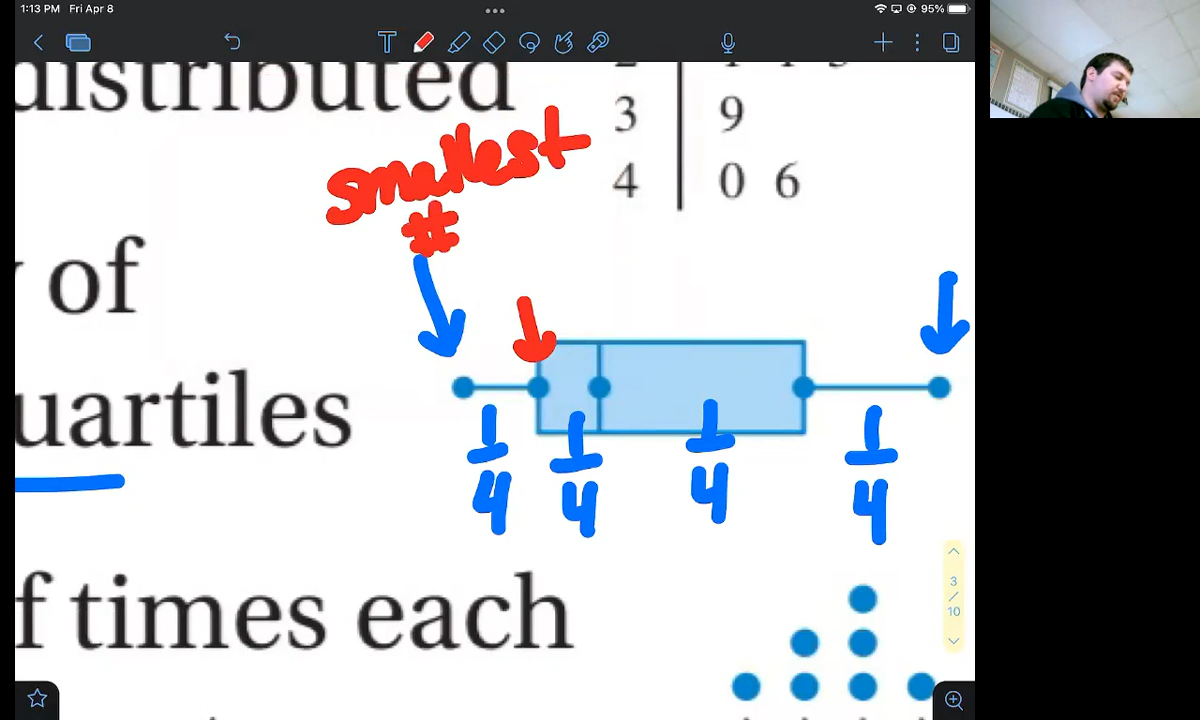 1:13 PM Fri Apr 8
95%
distributed
3 9
4 0 6
smallest
#
of
uartiles
1/4 1/4 1/4 1/4
f times each
3
/
10